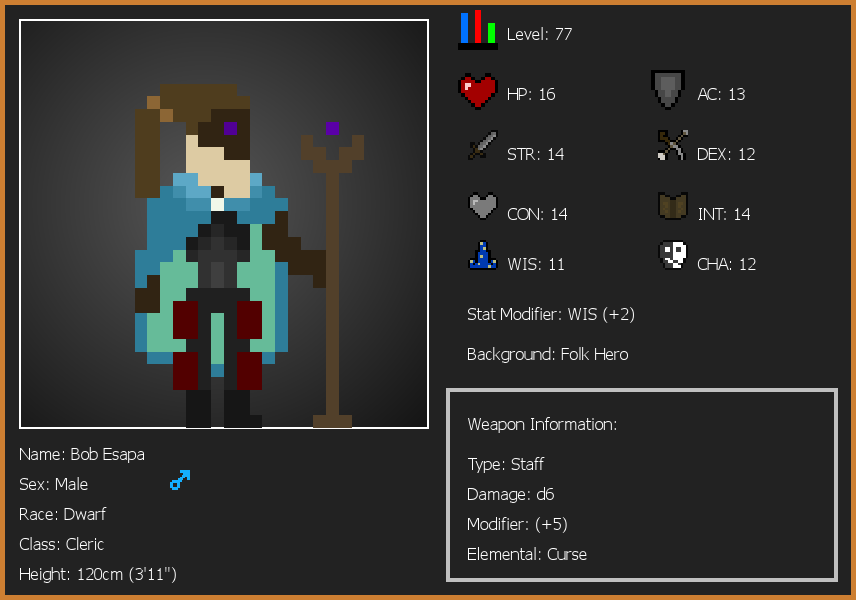 Level: 77
HP: 16
AC: 13
STR: 14
DEX: 12
CON: 14
INT: 14
WIS: 11
CHA: 12
Stat Modifier: WIS (+2)
Background: Folk Hero
Weapon Information:
Type: Staff
Damage: d6
Modifier: (+5)
Elemental: Curse
Name: Bob Esapa
Sex: Male
Race: Dwarf
Class: Cleric
Height: 120cm (3'11")